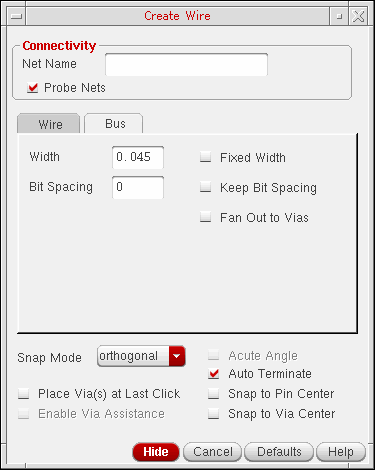 Create Wire
Connectivity
Net Name
Probe Nets
Wire Bus
Width 0.045 Fixed Width
Bit Spacing 0 Keep Bit Spacing
Fan Out to Vias
Snap Mode orthogonal Acute Angle
Auto Terminate
Place Via(s) at Last Click Snap to Pin Center
Enable Via Assistance Snap to Via Center
Hide Cancel Defaults Help